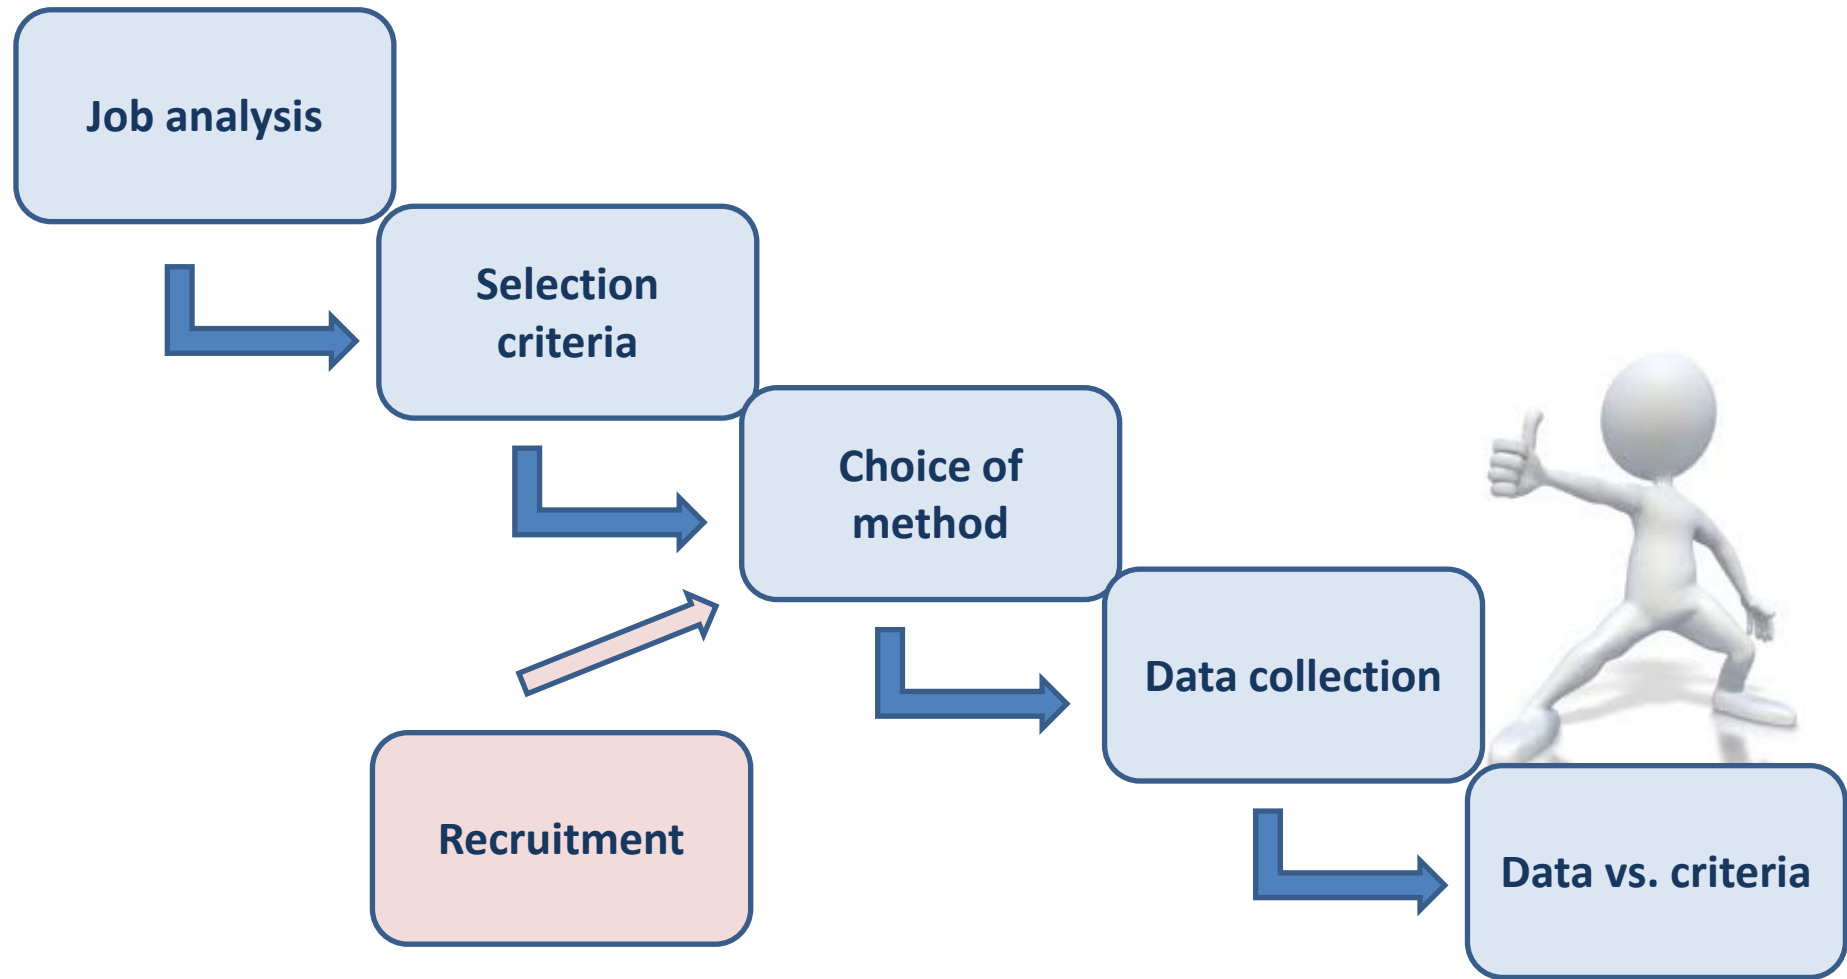 Job analysis
Selection
criteria
Choice of
method
Data collection
Recruitment
Data vs. criteria